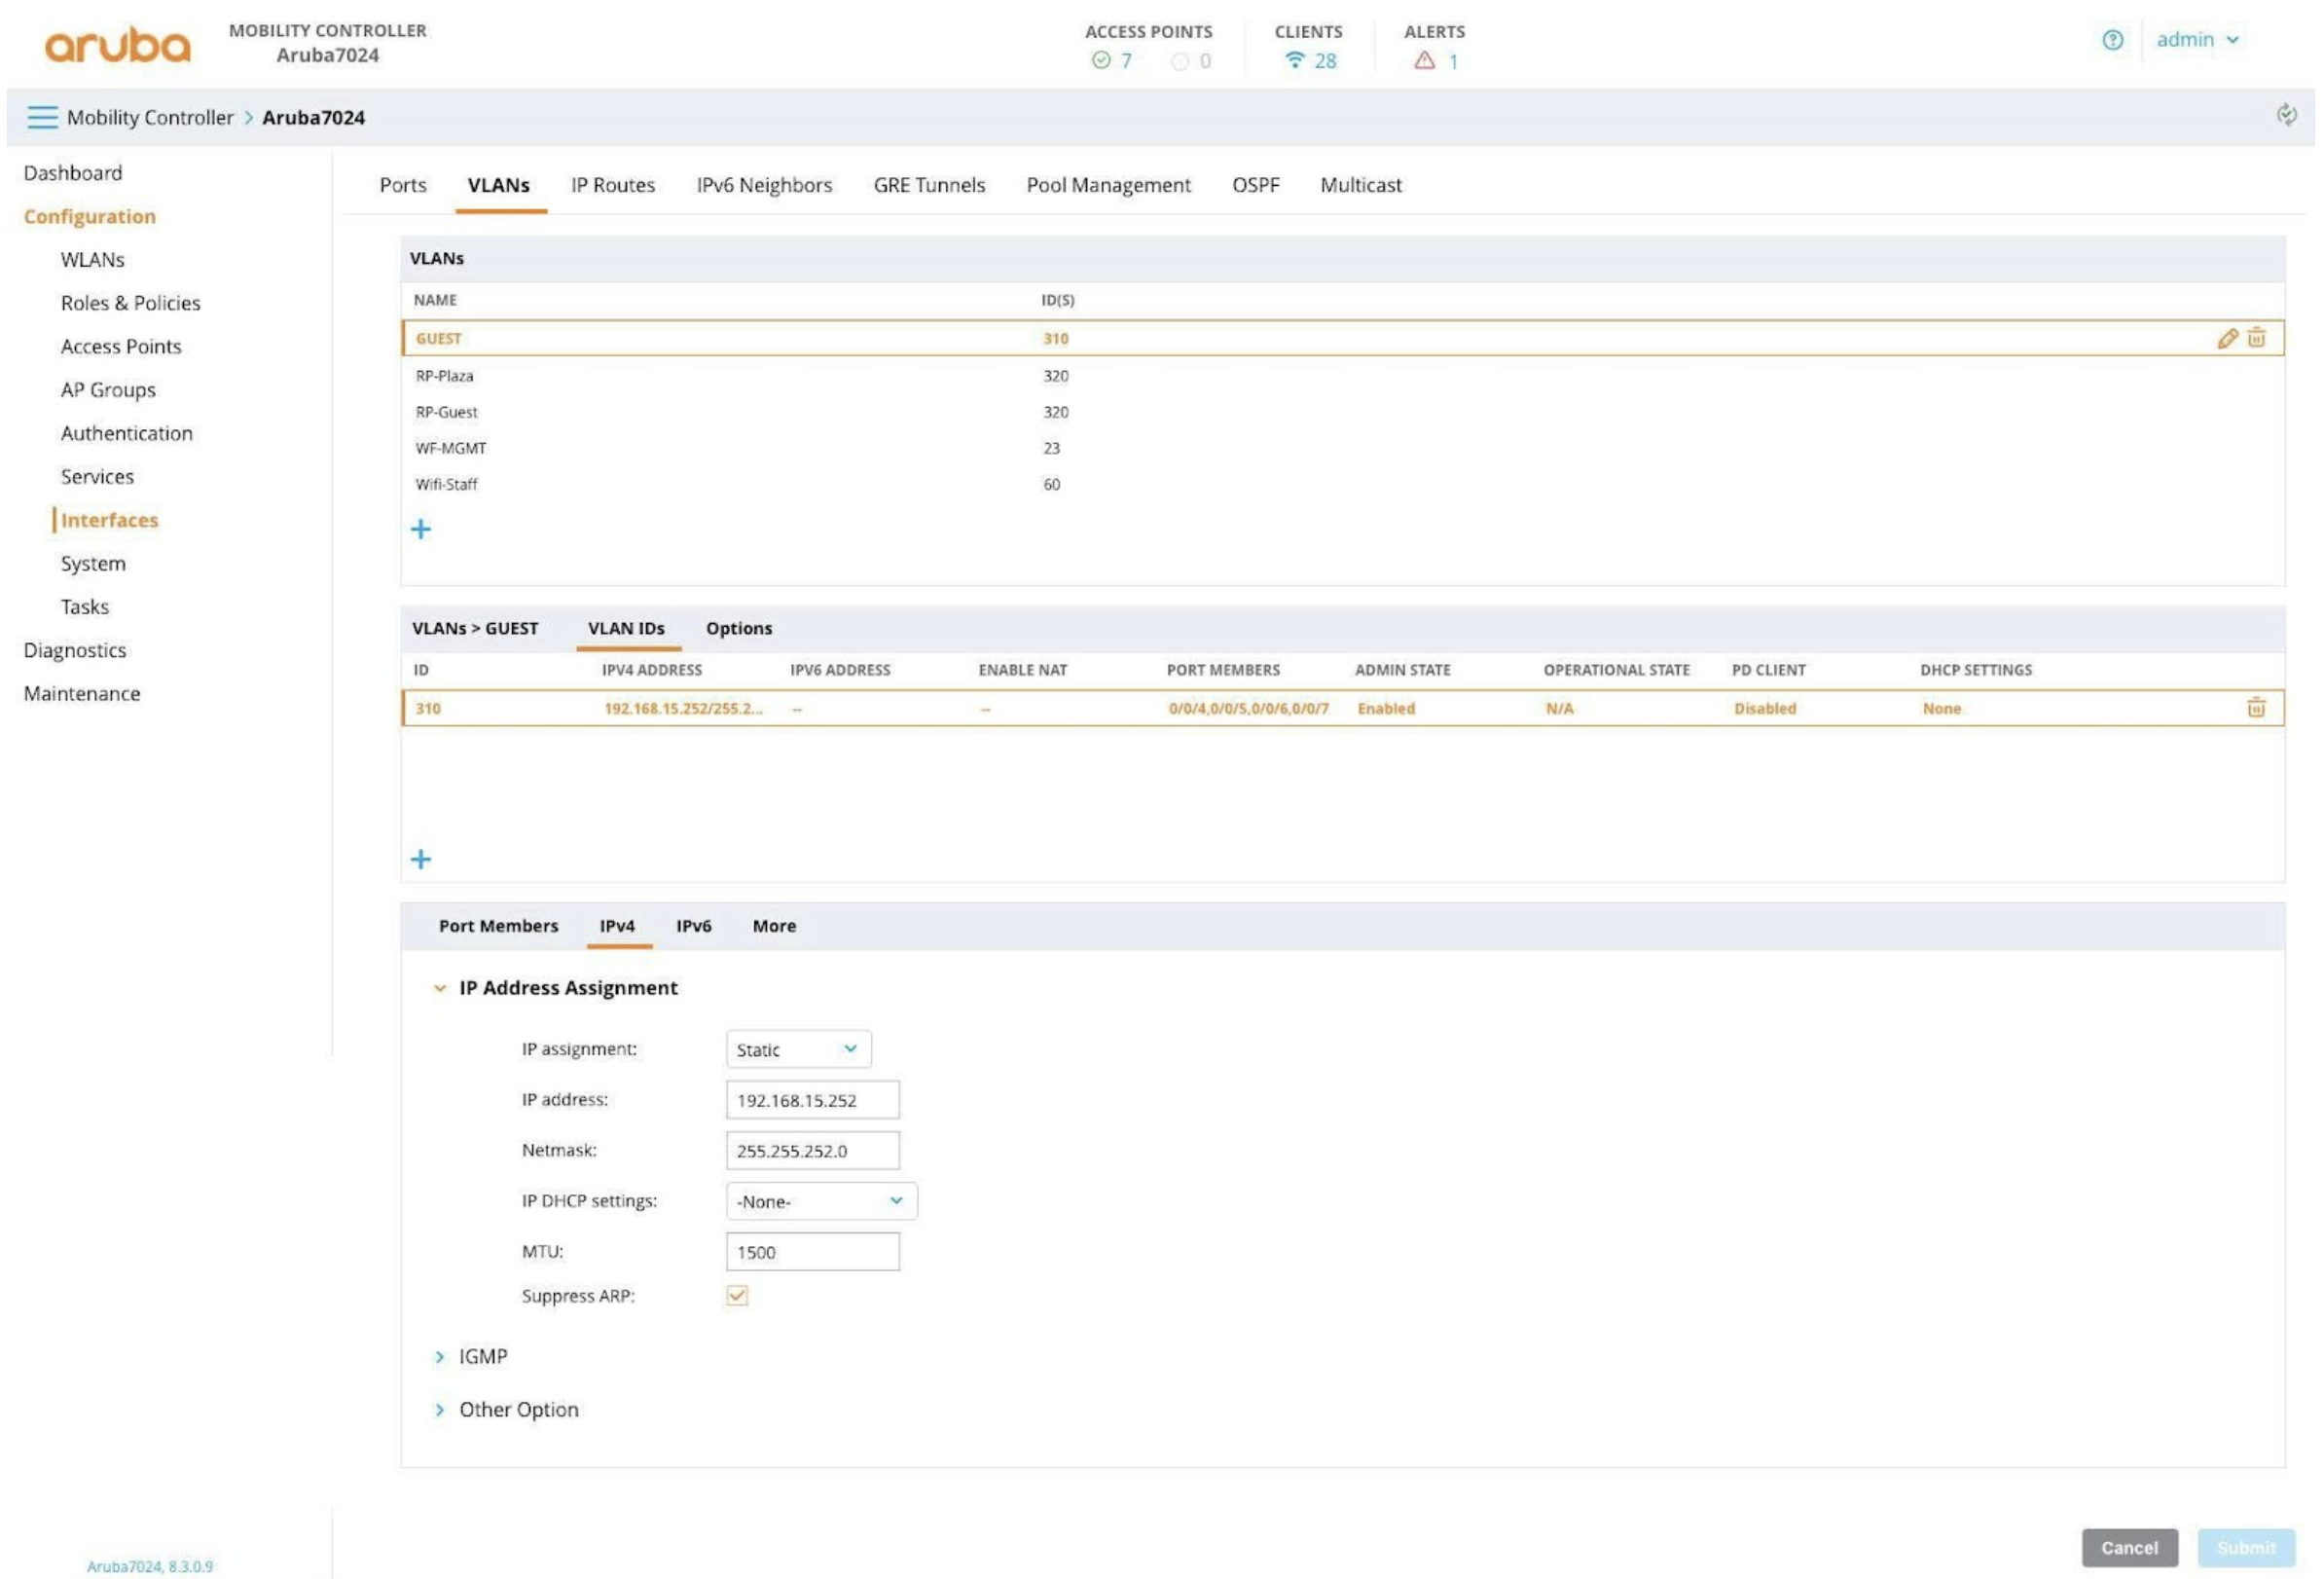 aruba
MOBILITY CONTROLLER
Aruba7024
ACCESS POINTS
7 0
CLIENTS
28
ALERTS
1
admin
Mobility Controller > Aruba7024
Dashboard
Configuration
WLANs
Roles & Policies
Access Points
AP Groups
Authentication
Services
Interfaces
System
Tasks
Diagnostics
Maintenance
Aruba7024, 8.3.0.9
Ports VLANs IP Routes IPv6 Neighbors GRE Tunnels Pool Management OSPF Multicast
VLANs
NAME ID(S)
GUEST 310
RP-Plaza 320
RP-Guest 320
WF-MGMT 23
Wifi-Staff 60
+
VLANs > GUEST VLAN IDs Options
ID IPV4 ADDRESS IPV6 ADDRESS ENABLE NAT PORT MEMBERS ADMIN STATE OPERATIONAL STATE PD CLIENT DHCP SETTINGS
310 192.168.15.252/255.2... -- -- 0/0/4,0/0/5,0/0/6,0/0/7 Enabled N/A Disabled None
+
Port Members IPv4 IPv6 More
IP Address Assignment
IP assignment: Static
IP address: 192.168.15.252
Netmask: 255.255.252.0
IP DHCP settings: -None-
MTU: 1500
Suppress ARP:
> IGMP
> Other Option
Cancel Submit